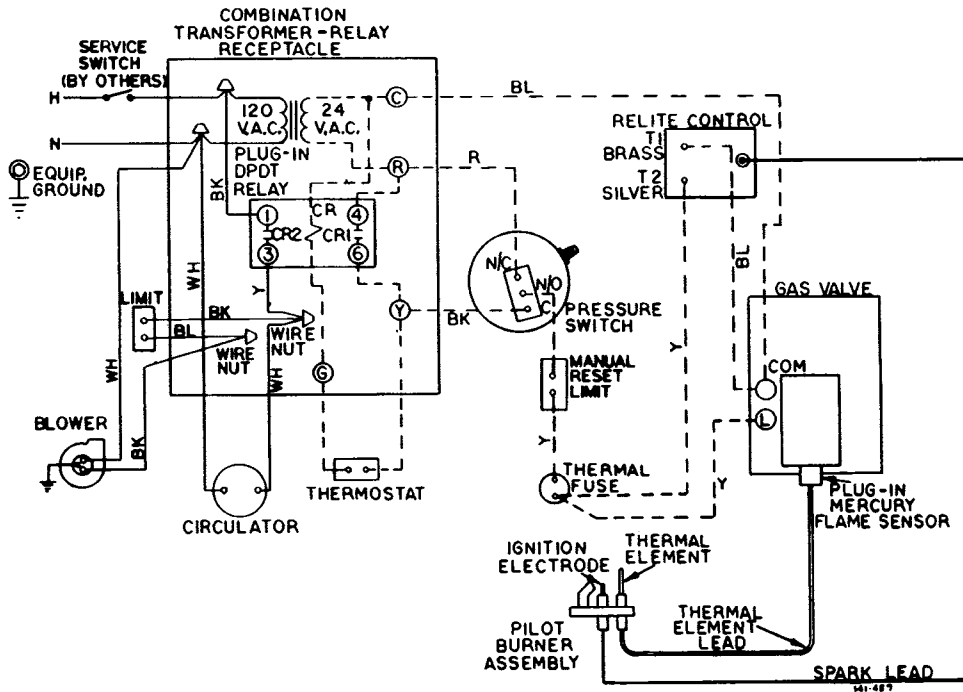 COMBINATION
TRANSFORMER-RELAY
RECEPTACLE
SERVICE
SWITCH
(BY OTHERS)
H
N
120
V.A.C.
24
V.A.C.
C
BL
RELITE CONTROL
T1
BRASS
T2
SILVER
EQUIP.
GROUND
PLUG-IN
DPDT
RELAY
BK
R
R
1
CR
4
CR2
CR1
3
6
WH
Y
N/C
N/O
C
PRESSURE
SWITCH
BL
GAS VALVE
LIMIT
BK
BL
WIRE
NUT
WIRE
NUT
Y
BK
G
WH
WH
MANUAL
RESET
LIMIT
Y
COM
L
BLOWER
BK
THERMOSTAT
CIRCULATOR
Y
THERMAL
FUSE
Y
PLUG-IN
MERCURY
FLAME SENSOR
IGNITION
ELECTRODE
THERMAL
ELEMENT
PILOT
BURNER
ASSEMBLY
THERMAL
ELEMENT
LEAD
SPARK LEAD